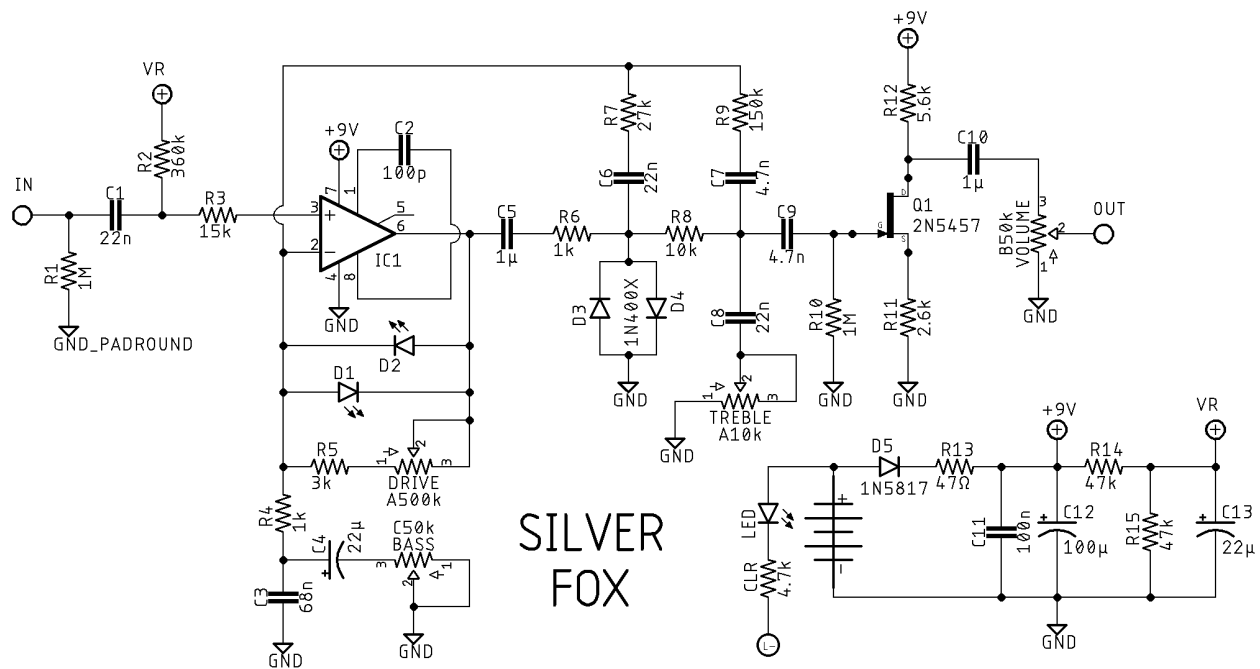 +9V
VR
R12
5.6k
R7
27k
R9
150k
R2
360k
+9V
C2
100p
C10
1µ
IN
C1
22n
R3
15k
7
1
3
+
5
6
2
−
4
8
IC1
C5
1µ
R6
1k
C6
22n
R8
10k
C7
4.7n
C9
4.7n
D
G
S
Q1
2N5457
3
2
1
B50k
VOLUME
OUT
R1
1M
GND_PADROUND
GND
D3
1N400X
D4
C8
22n
R10
1M
R11
2.6k
GND
D2
D1
GND
1
2
3
TREBLE
A10k
GND
GND
GND
R5
3k
1
2
3
DRIVE
A500k
R4
1k
C4
22µ
+
C50k
BASS
3
2
1
C3
68n
GND
GND
SILVER
FOX
LED
CLR
4.7k
L-
+
−
D5
1N5817
R13
47Ω
+9V
R14
47k
VR
C11
100n
+
C12
100µ
R15
47k
+
C13
22µ
GND